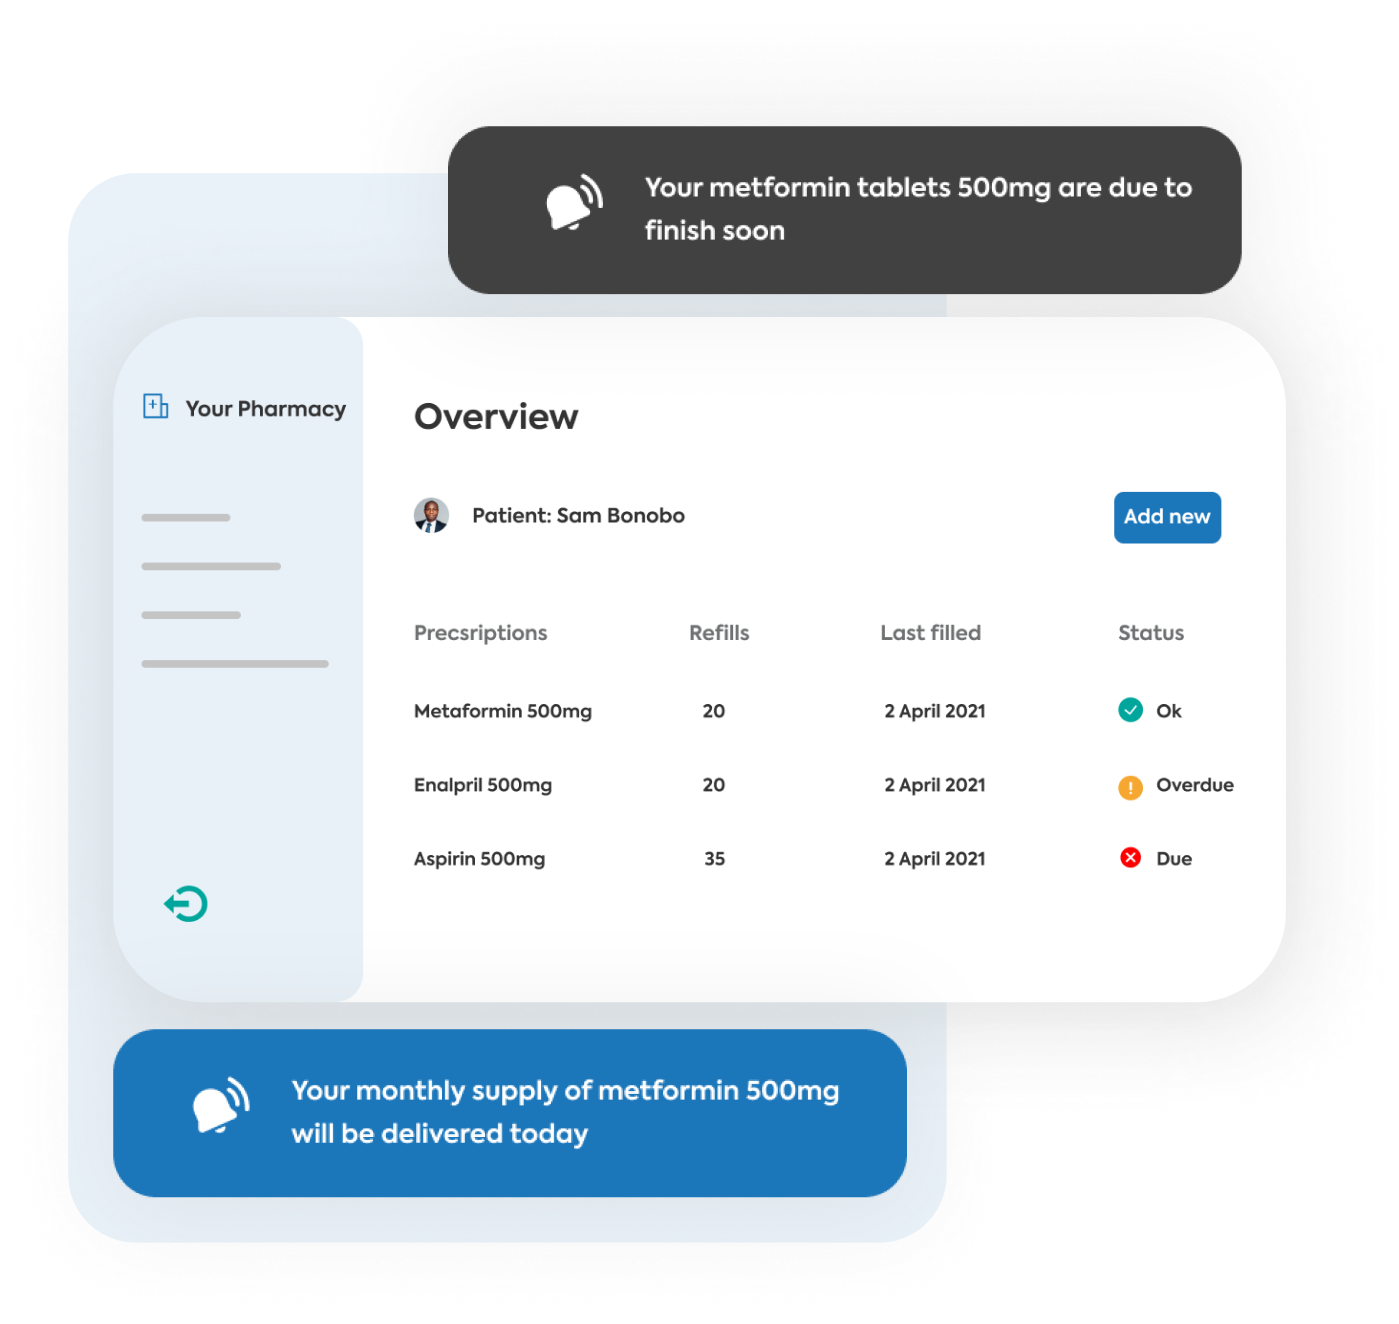 Your metformin tablets 500mg are due to
finish soon
Your Pharmacy
Overview
Patient: Sam Bonobo
Add new
Precsriptions Refills Last filled Status
Metaformin 500mg 20 2 April 2021 Ok
Enalpril 500mg 20 2 April 2021 Overdue
Aspirin 500mg 35 2 April 2021 Due
Your monthly supply of metformin 500mg
will be delivered today